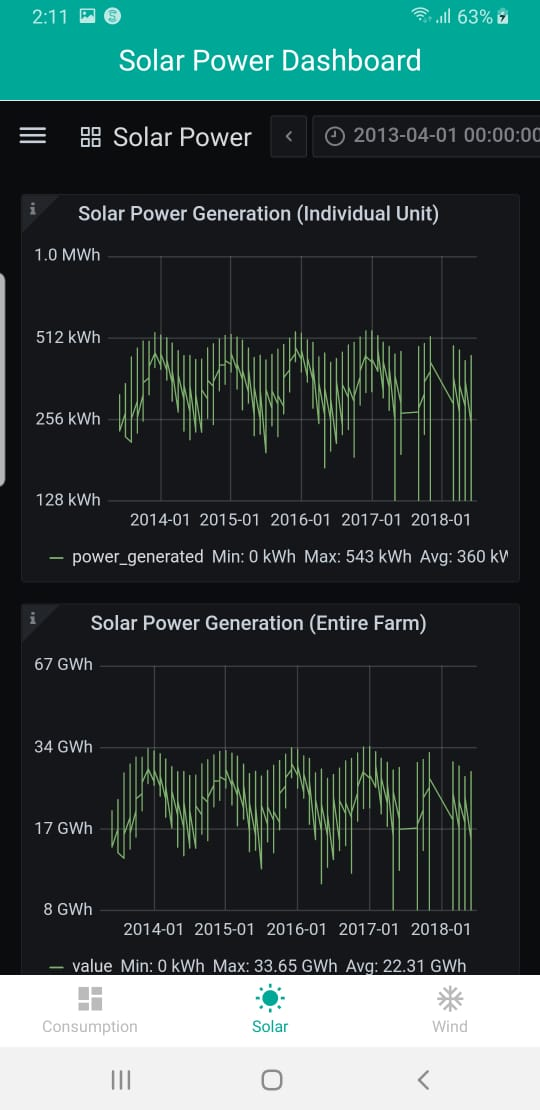 2:11 S 63%
Solar Power Dashboard
Solar Power 2013-04-01 00:00:00
i Solar Power Generation (Individual Unit)
1.0 MWh
512 kWh
256 kWh
128 kWh
2014-01 2015-01 2016-01 2017-01 2018-01
power_generated Min: 0 kWh Max: 543 kWh Avg: 360 kW
i Solar Power Generation (Entire Farm)
67 GWh
34 GWh
17 GWh
8 GWh
2014-01 2015-01 2016-01 2017-01 2018-01
value Min: 0 kWh Max: 33.65 GWh Avg: 22.31 GWh
Consumption Solar Wind